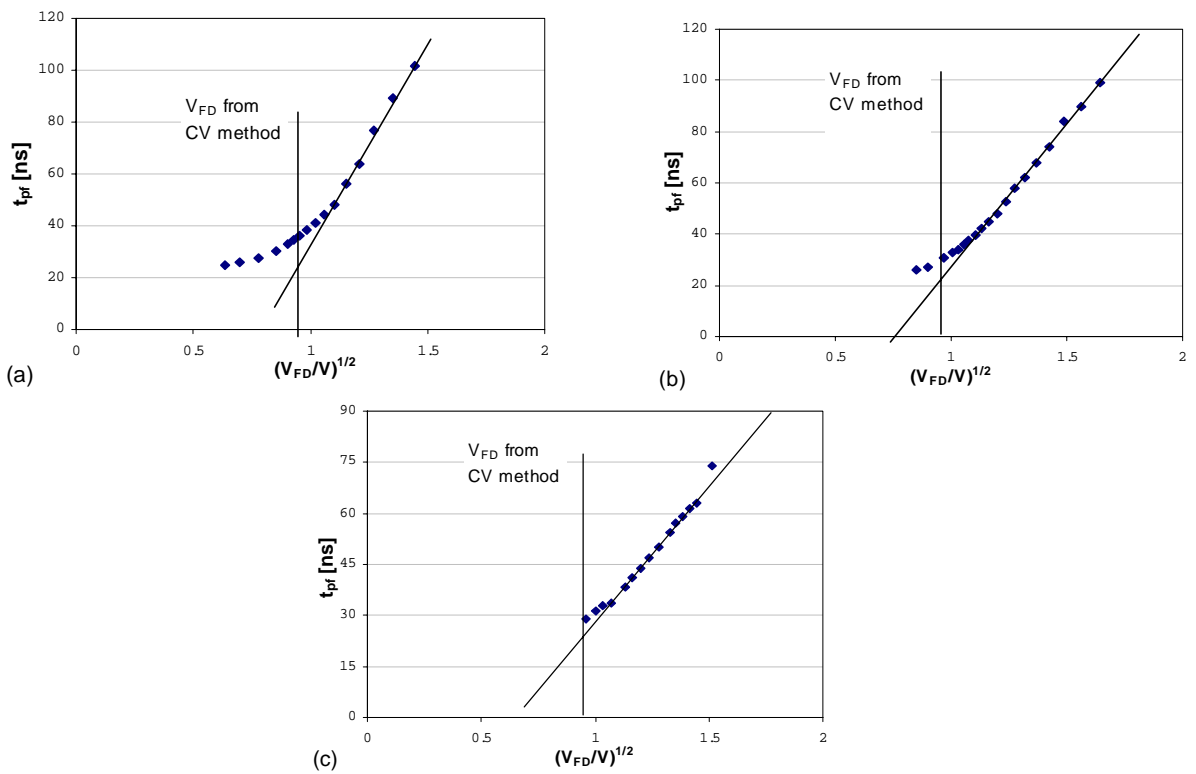 120
100
80
60
40
20
0
t_pf [ns]
V_FD from
CV method
0
0.5
1
1.5
2
(V_FD/V)^1/2
(a)
120
100
80
60
40
20
0
t_pf [ns]
V_FD from
CV method
0
0.5
1
1.5
2
(V_FD/V)^1/2
(b)
90
75
60
45
30
15
0
t_pf [ns]
V_FD from
CV method
0
0.5
1
1.5
2
(V_FD/V)^1/2
(c)